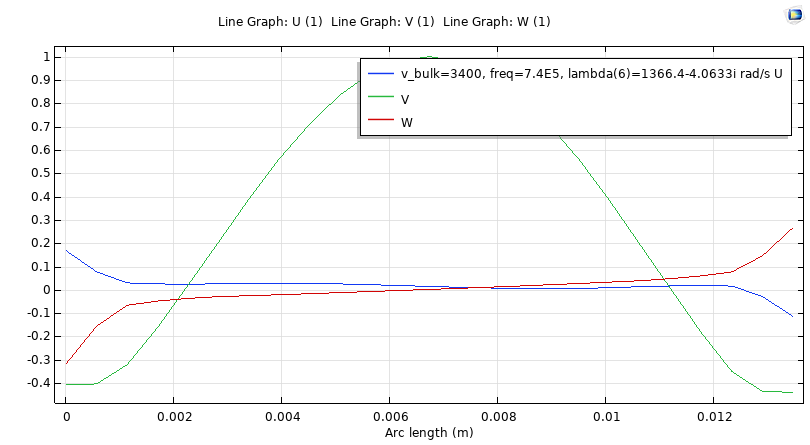 Line Graph: U (1)  Line Graph: V (1)  Line Graph: W (1)
v_bulk=3400, freq=7.4E5, lambda(6)=1366.4-4.0633i rad/s U
V
W
1
0.9
0.8
0.7
0.6
0.5
0.4
0.3
0.2
0.1
0
-0.1
-0.2
-0.3
-0.4
0 0.002 0.004 0.006 0.008 0.01 0.012
Arc length (m)